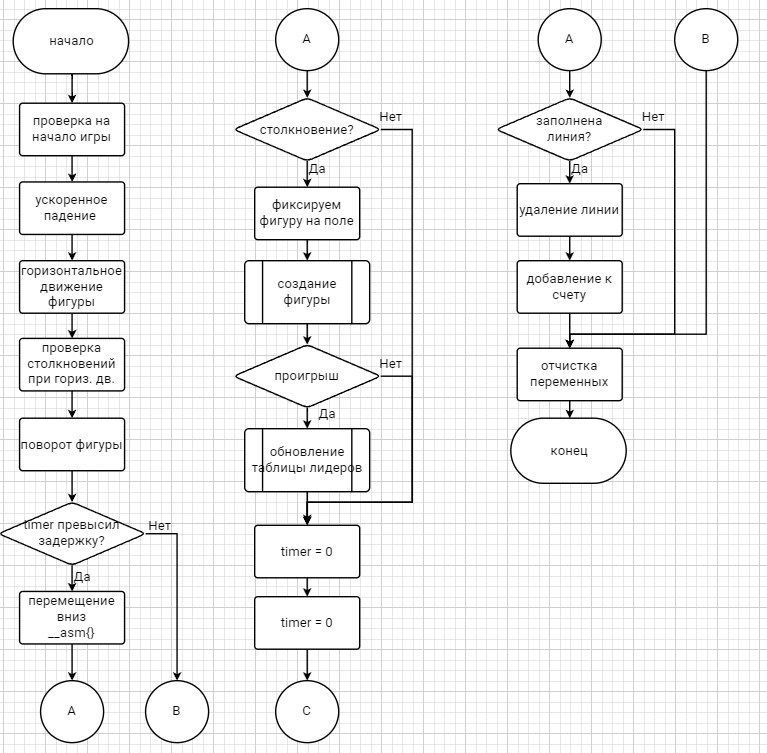 начало
проверка на
начало игры
ускоренное
падение
горизонтальное
движение
фигуры
проверка
столкновений
при гориз. дв.
поворот фигуры
timer превысил
задержку?
Нет
Да
перемещение
вниз
__asm{}
A
B
A
столкновение?
Нет
Да
фиксируем
фигуру на поле
создание
фигуры
проигрыш
Нет
Да
обновление
таблицы лидеров
timer = 0
timer = 0
C
A
заполнена
линия?
Нет
Да
удаление линии
добавление к
счету
отчистка
переменных
конец
B